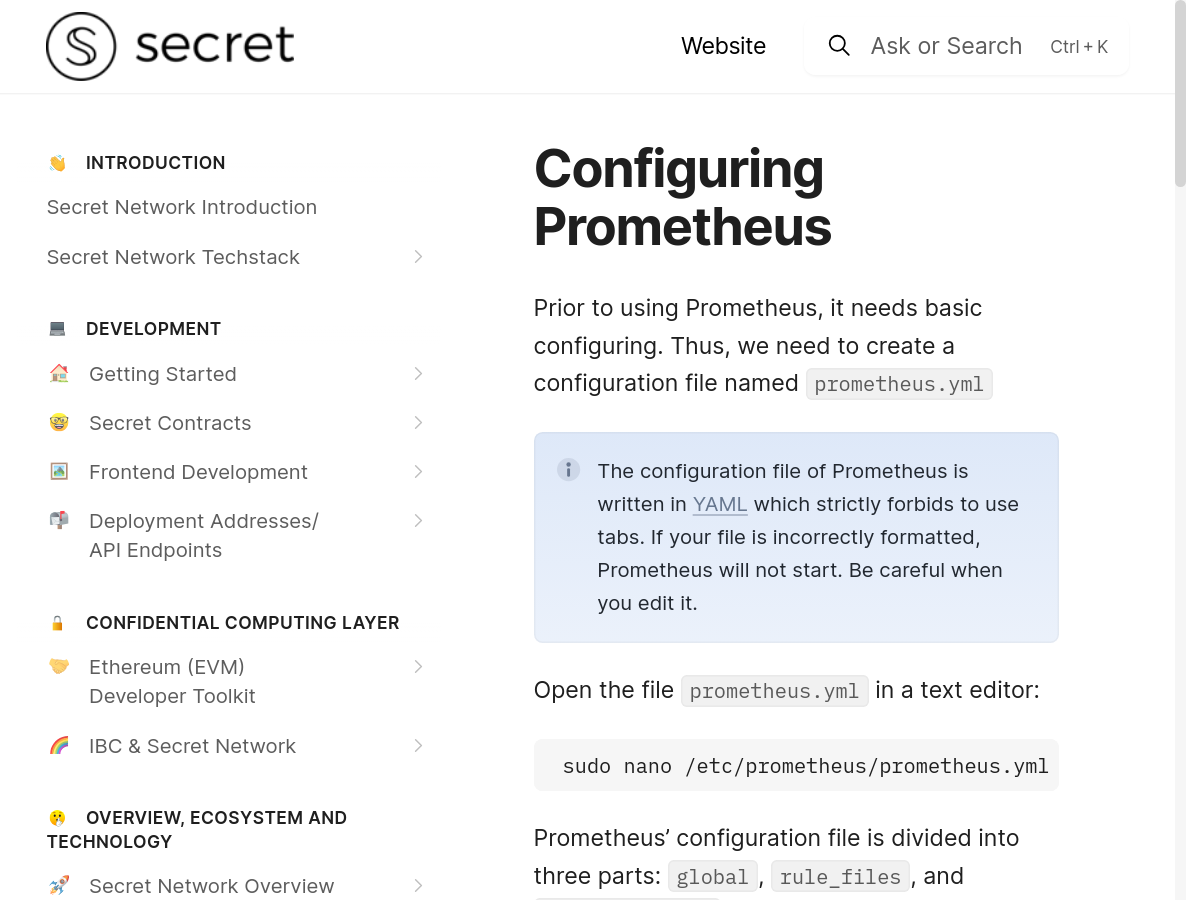 secret
Website
Ask or Search
Ctrl + K
INTRODUCTION
Secret Network Introduction
Secret Network Techstack
DEVELOPMENT
Getting Started
Secret Contracts
Frontend Development
Deployment Addresses/
API Endpoints
CONFIDENTIAL COMPUTING LAYER
Ethereum (EVM)
Developer Toolkit
IBC & Secret Network
OVERVIEW, ECOSYSTEM AND
TECHNOLOGY
Secret Network Overview
Configuring
Prometheus
Prior to using Prometheus, it needs basic
configuring. Thus, we need to create a
configuration file named prometheus.yml
The configuration file of Prometheus is
written in YAML which strictly forbids to use
tabs. If your file is incorrectly formatted,
Prometheus will not start. Be careful when
you edit it.
Open the file prometheus.yml in a text editor:
sudo nano /etc/prometheus/prometheus.yml
Prometheus’ configuration file is divided into
three parts: global, rule_files, and